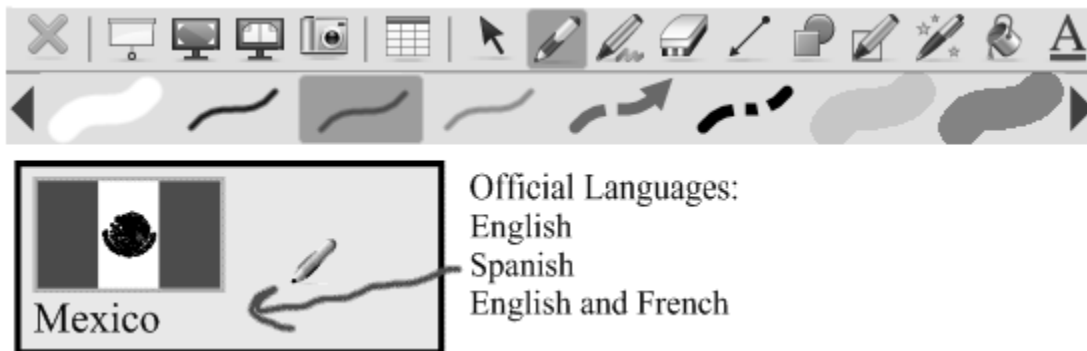 A
Official Languages:
English
Spanish
English and French
Mexico